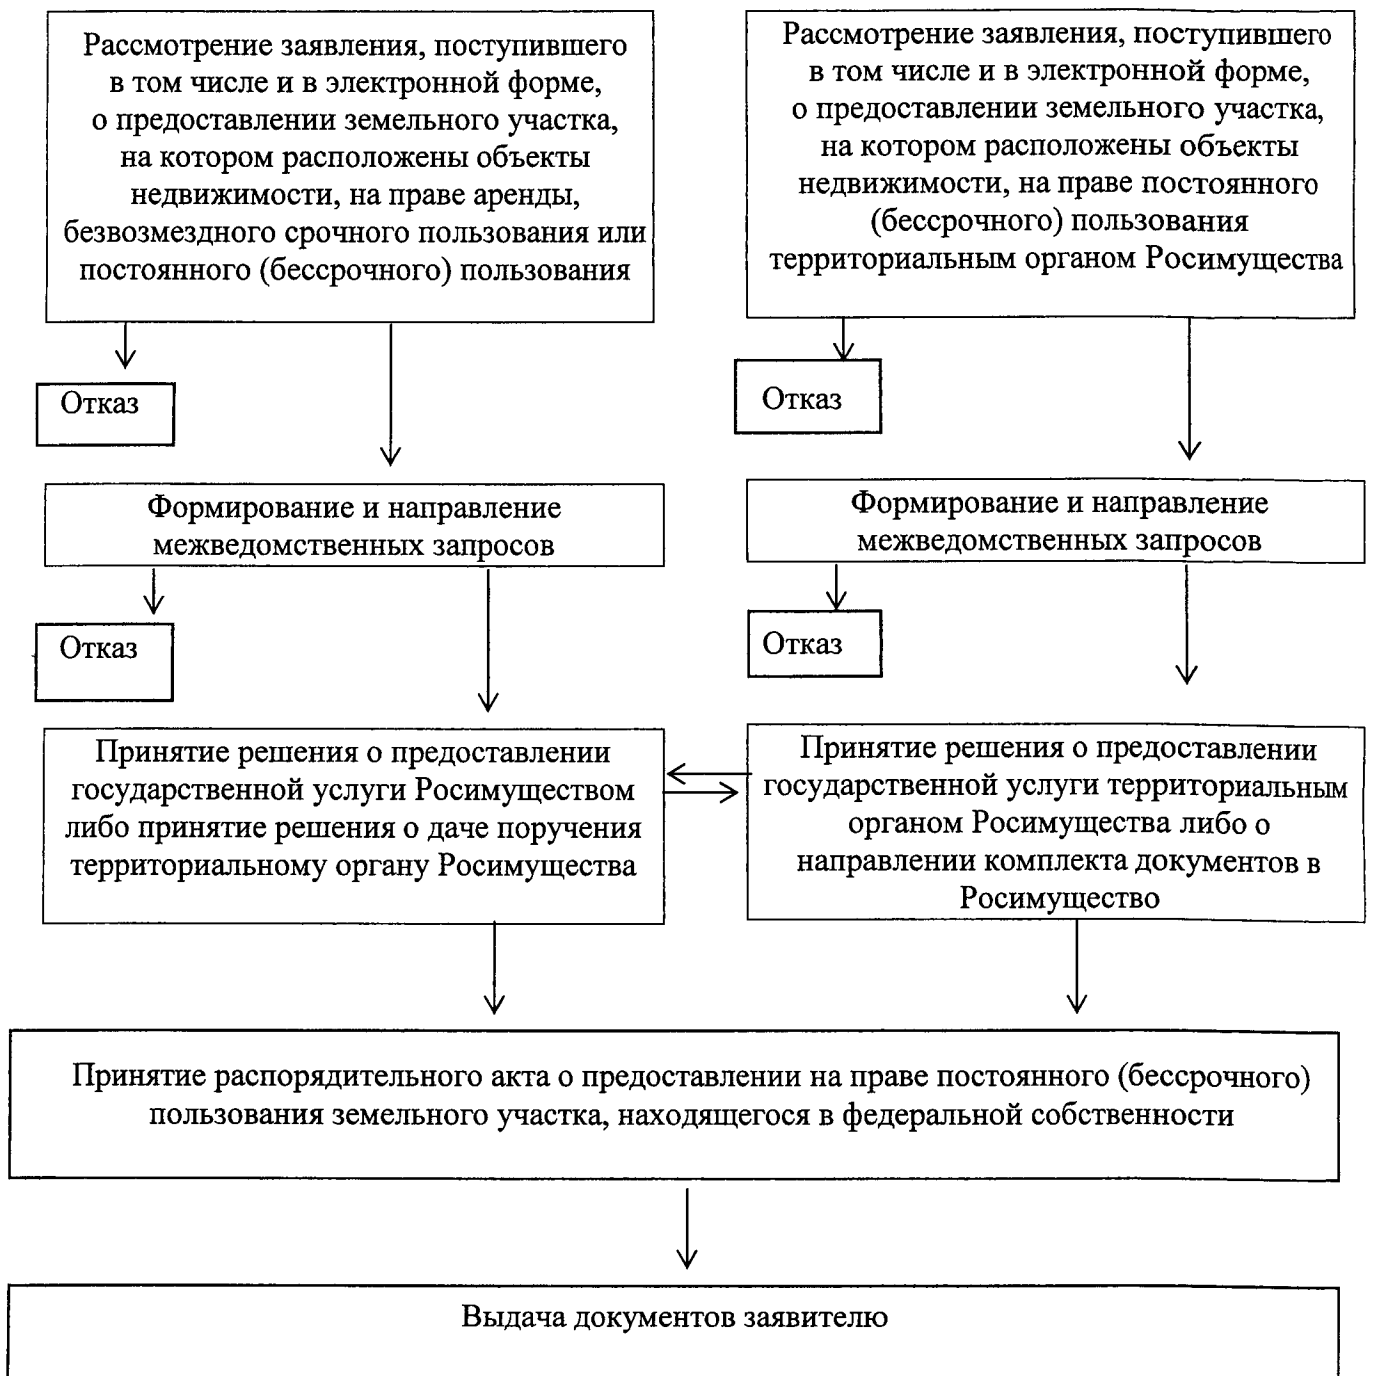 Рассмотрение заявления, поступившего
в том числе и в электронной форме,
о предоставлении земельного участка,
на котором расположены объекты
недвижимости, на праве аренды,
безвозмездного срочного пользования или
постоянного (бессрочного) пользования
Рассмотрение заявления, поступившего
в том числе и в электронной форме,
о предоставлении земельного участка,
на котором расположены объекты
недвижимости, на праве постоянного
(бессрочного) пользования
территориальным органом Росимущества
Отказ
Отказ
Формирование и направление
межведомственных запросов
Формирование и направление
межведомственных запросов
Отказ
Отказ
Принятие решения о предоставлении
государственной услуги Росимуществом
либо принятие решения о даче поручения
территориальному органу Росимущества
Принятие решения о предоставлении
государственной услуги территориальным
органом Росимущества либо о
направлении комплекта документов в
Росимущество
Принятие распорядительного акта о предоставлении на праве постоянного (бессрочного)
пользования земельного участка, находящегося в федеральной собственности
Выдача документов заявителю